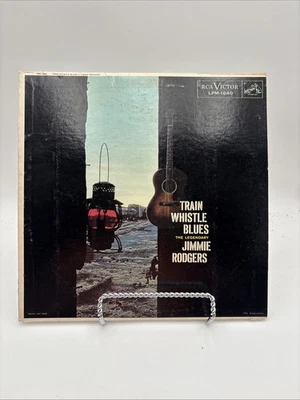 RCA VICTOR
LPM-1640
TRAIN
WHISTLE
BLUES
THE LEGENDARY
JIMMIE
RODGERS